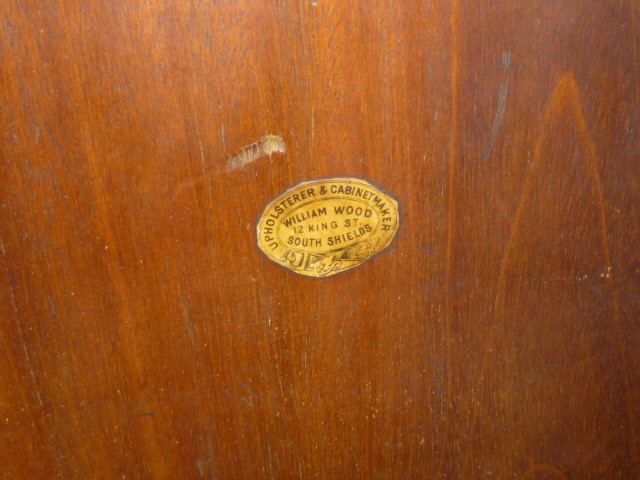 UPHOLSTERER & CABINETMAKER
WILLIAM WOOD
12 KING ST.
SOUTH SHIELDS